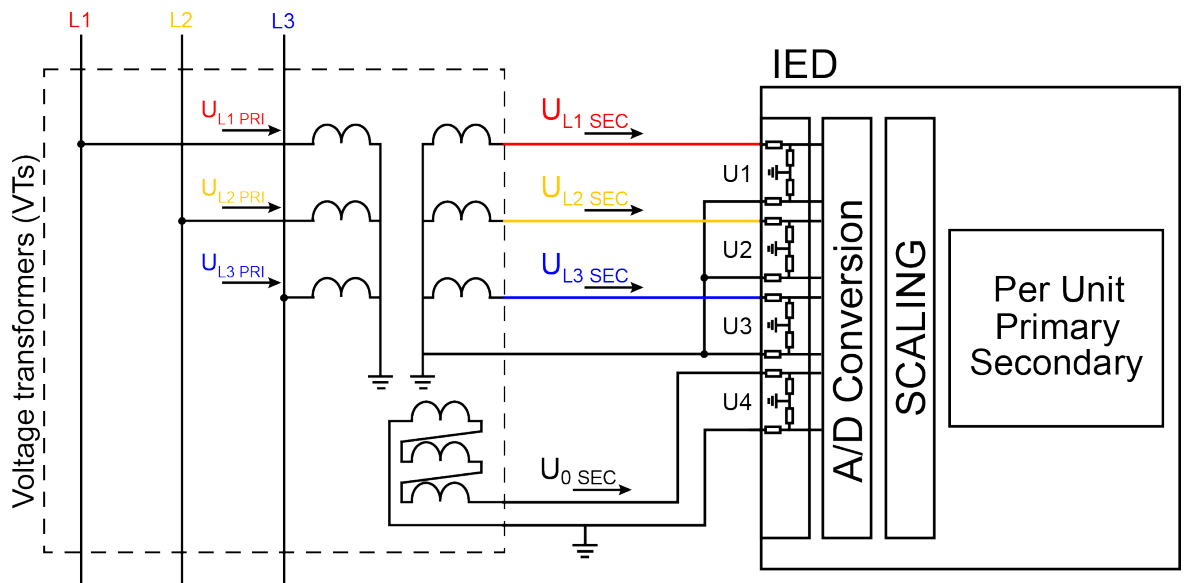 L1 L2 L3
IED
Voltage transformers (VTs)
UL1 PRI
UL1 SEC
U1
UL2 PRI
UL2 SEC
U2
UL3 PRI
UL3 SEC
U3
U4
U0 SEC
A/D Conversion
SCALING
Per Unit
Primary
Secondary